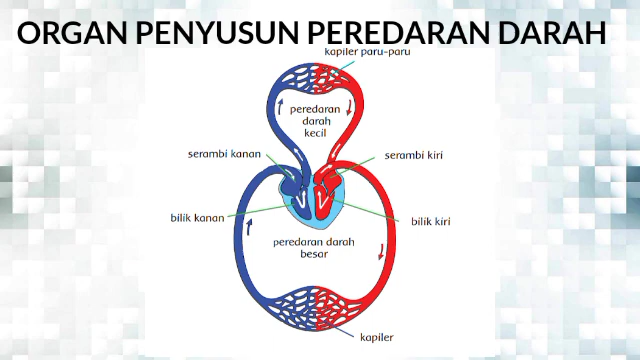 ORGAN PENYUSUN PEREDARAN DARAH
kapiler paru-paru
peredaran
darah
kecil
serambi kanan
serambi kiri
bilik kanan
bilik kiri
peredaran darah
besar
kapiler